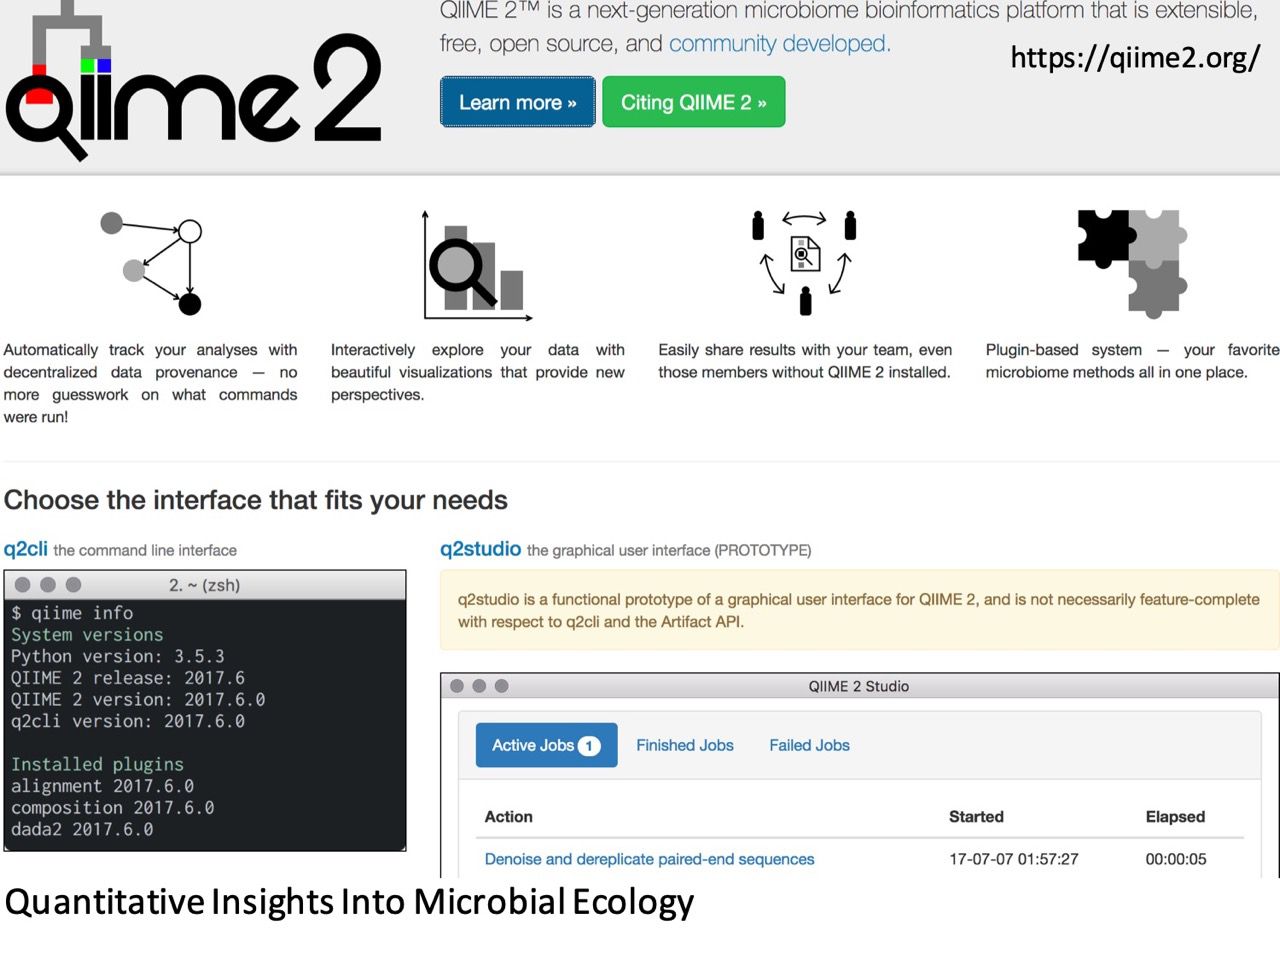 qiime2
QIIME 2™ is a next-generation microbiome bioinformatics platform that is extensible,
free, open source, and community developed.
https://qiime2.org/
Learn more »
Citing QIIME 2 »
Automatically track your analyses with
decentralized data provenance — no
more guesswork on what commands
were run!
Interactively explore your data with
beautiful visualizations that provide new
perspectives.
Easily share results with your team, even
those members without QIIME 2 installed.
Plugin-based system — your favorite
microbiome methods all in one place.
Choose the interface that fits your needs
q2cli the command line interface
2. ~ (zsh)
$ qiime info
System versions
Python version: 3.5.3
QIIME 2 release: 2017.6
QIIME 2 version: 2017.6.0
q2cli version: 2017.6.0
Installed plugins
alignment 2017.6.0
composition 2017.6.0
dada2 2017.6.0
q2studio the graphical user interface (PROTOTYPE)
q2studio is a functional prototype of a graphical user interface for QIIME 2, and is not necessarily feature-complete
with respect to q2cli and the Artifact API.
QIIME 2 Studio
Active Jobs 1 Finished Jobs Failed Jobs
Action Started Elapsed
Denoise and dereplicate paired-end sequences 17-07-07 01:57:27 00:00:05
Quantitative Insights Into Microbial Ecology